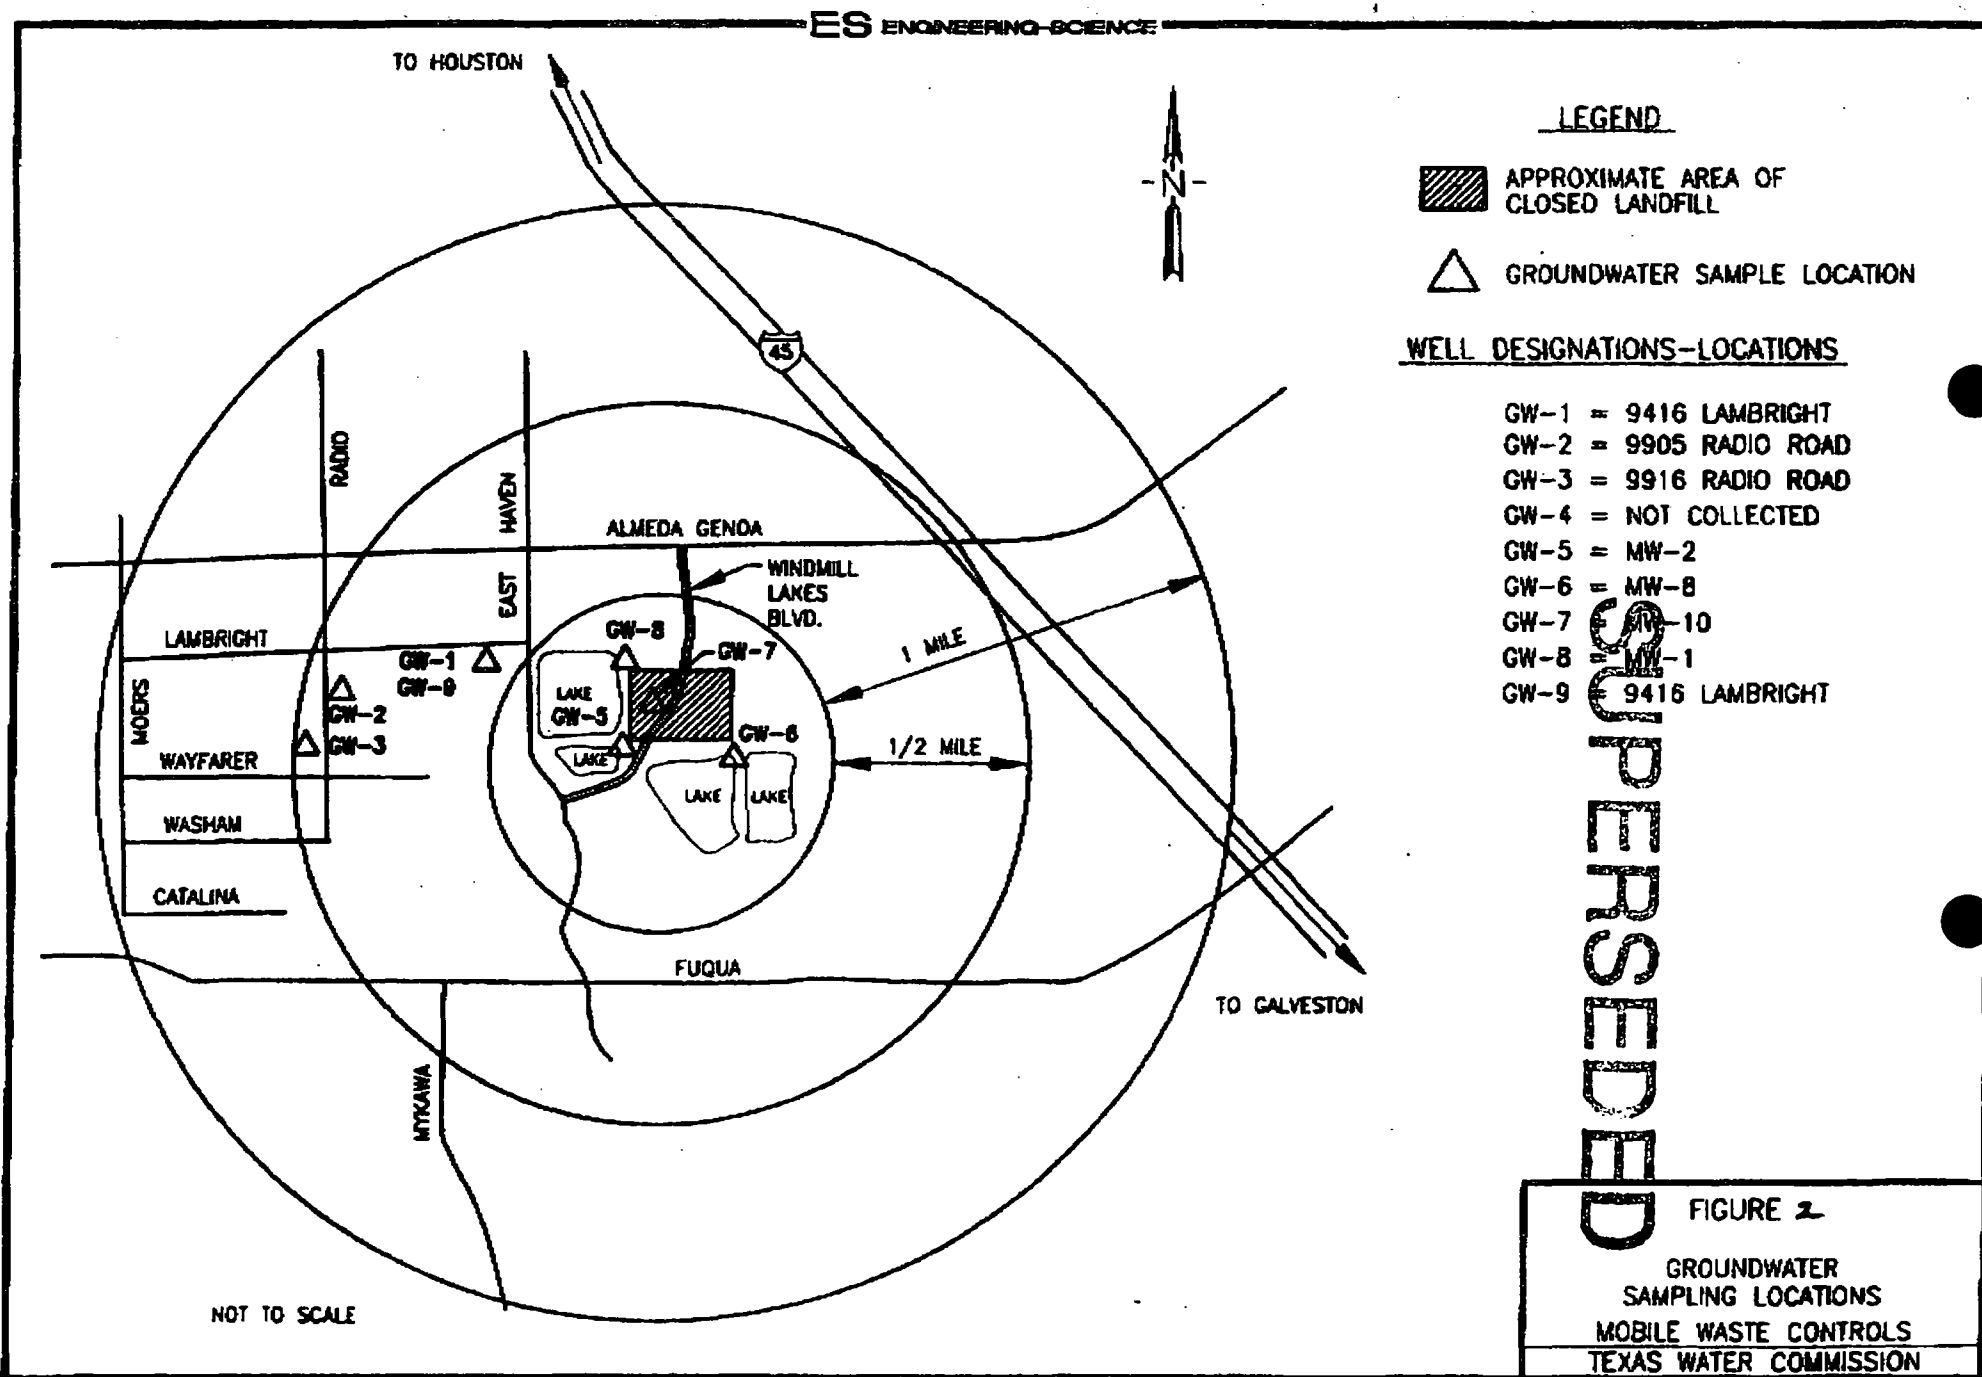 ES ENGINEERING-SCIENCE
TO HOUSTON
N
LEGEND
APPROXIMATE AREA OF
CLOSED LANDFILL
GROUNDWATER SAMPLE LOCATION
WELL DESIGNATIONS-LOCATIONS
GW-1 = 9416 LAMBRIGHT
GW-2 = 9905 RADIO ROAD
GW-3 = 9916 RADIO ROAD
GW-4 = NOT COLLECTED
GW-5 = MW-2
GW-6 = MW-8
GW-7 = MW-10
GW-8 = MW-1
GW-9 = 9416 LAMBRIGHT
SUPERSEDED
45
RADIO
EAST HAVEN
ALMEDA GENOA
WINDMILL
LAKES
BLVD.
LAMBRIGHT
GW-1
GW-9
GW-8
GW-7
1 MILE
MOERS
GW-2
GW-3
LAKE
GW-5
GW-6
WAYFARER
LAKE
1/2 MILE
LAKE
LAKE
WASHAM
CATALINA
FUQUA
TO GALVESTON
MYKAWA
NOT TO SCALE
FIGURE 2
GROUNDWATER
SAMPLING LOCATIONS
MOBILE WASTE CONTROLS
TEXAS WATER COMMISSION